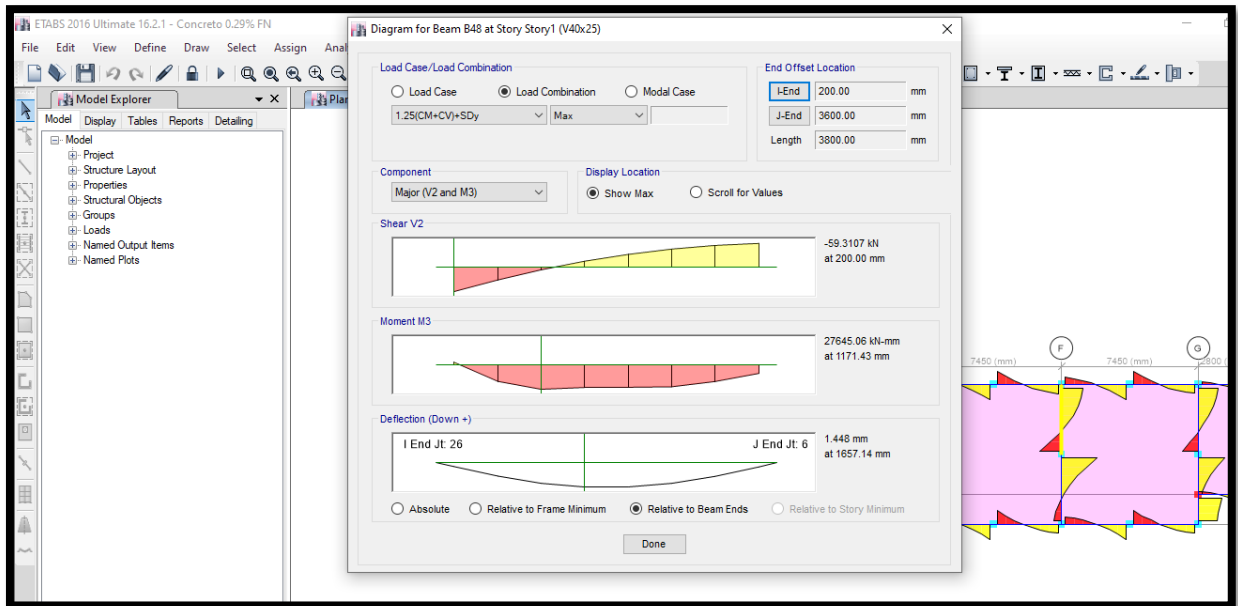 ETABS 2016 Ultimate 16.2.1 - Concreto 0.29% FN
File Edit View Define Draw Select Assign Anal
Model Explorer
Plan
Model Display Tables Reports Detailing
Model
Project
Structure Layout
Properties
Structural Objects
Groups
Loads
Named Output Items
Named Plots
Diagram for Beam B48 at Story Story1 (V40x25)
Load Case/Load Combination
Load Case Load Combination Modal Case
1.25(CM+CV)+SDy Max
End Offset Location
I-End 200.00 mm
J-End 3600.00 mm
Length 3800.00 mm
Component
Major (V2 and M3)
Display Location
Show Max Scroll for Values
Shear V2
-59.3107 kN
at 200.00 mm
Moment M3
27645.06 kN-mm
at 1171.43 mm
Deflection (Down +)
I End Jt: 26 J End Jt: 6
1.448 mm
at 1657.14 mm
Absolute Relative to Frame Minimum Relative to Beam Ends Relative to Story Minimum
Done
F G
7450 (mm) 7450 (mm)